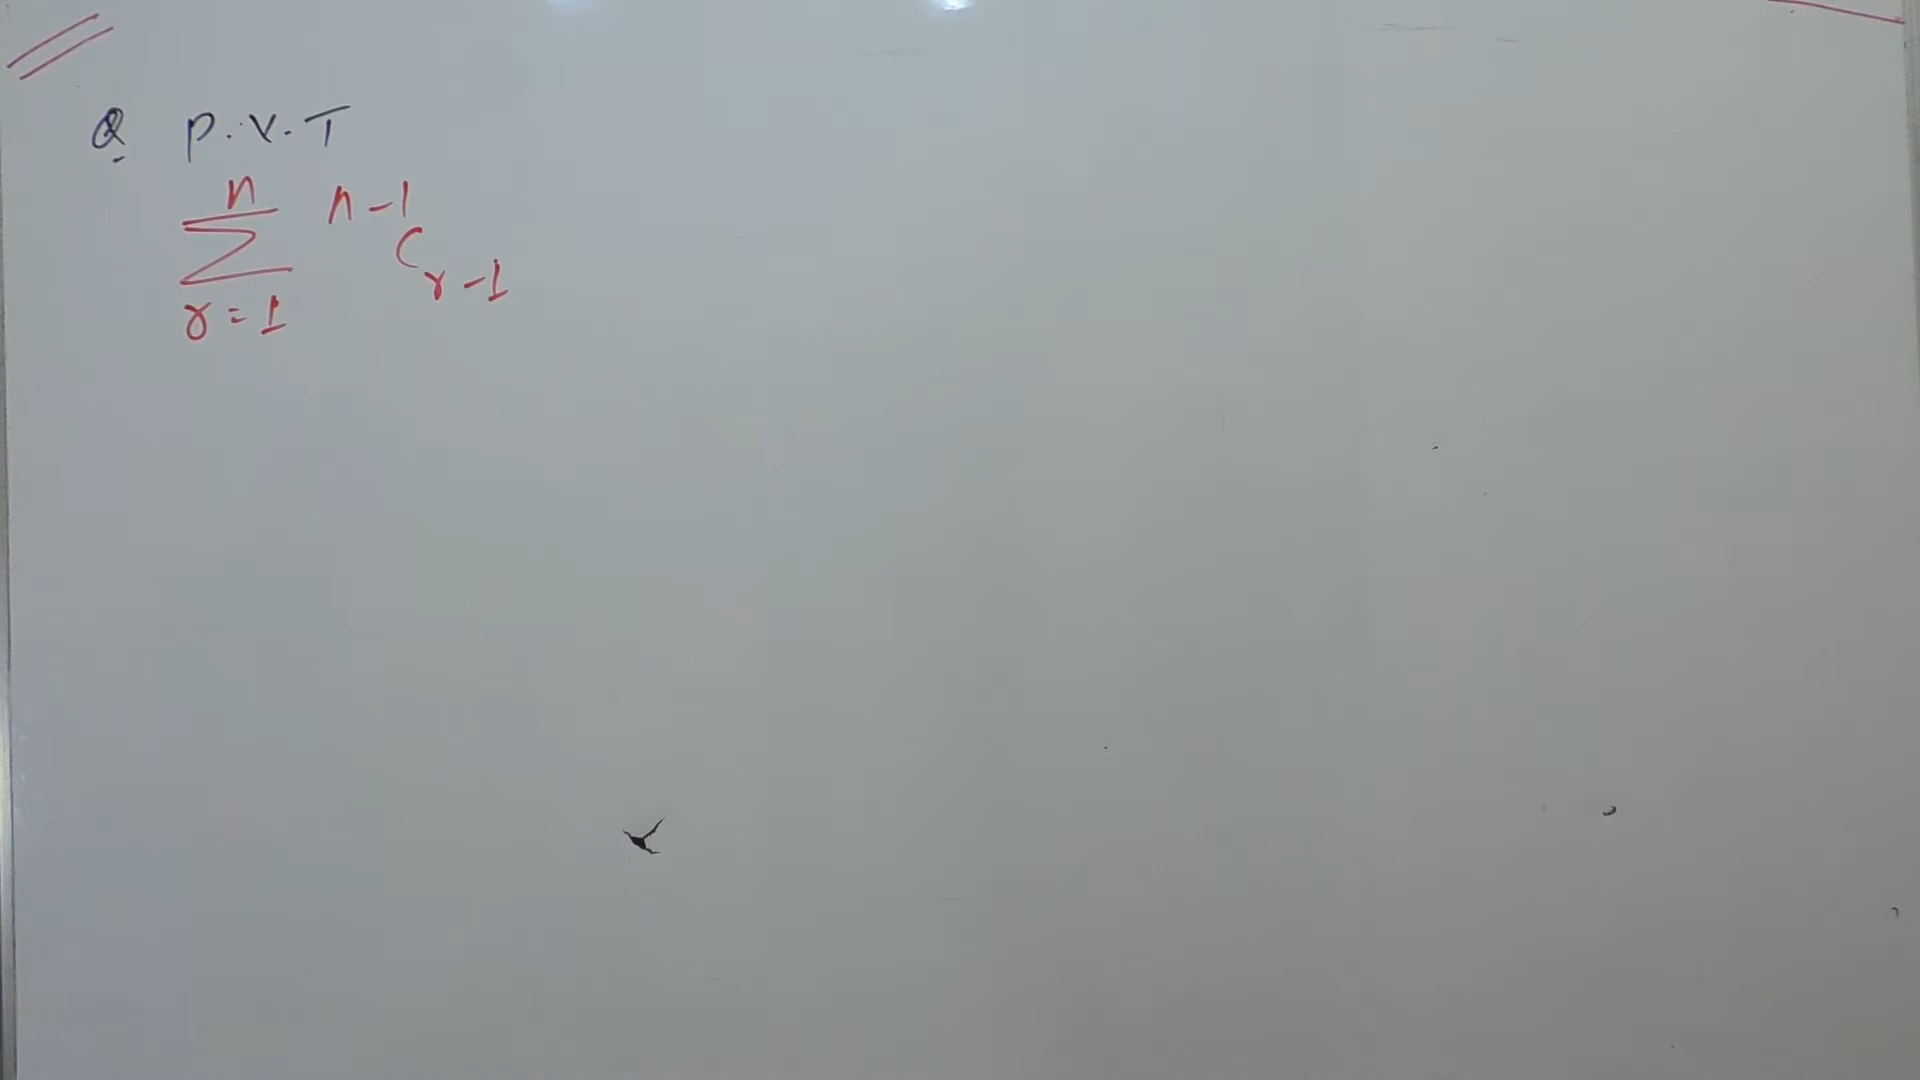 Q P.V.T
n n-1
Σ C
r=1 r-1